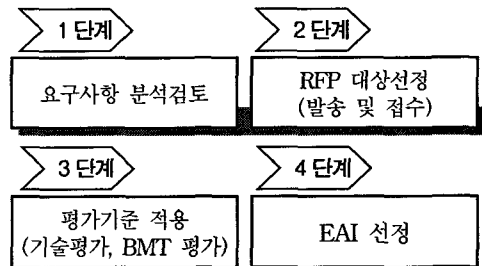 1 단계
2 단계
요구사항 분석검토
RFP 대상선정
(발송 및 접수)
3 단계
4 단계
평가기준 적용
(기술평가, BMT 평가)
EAI 선정